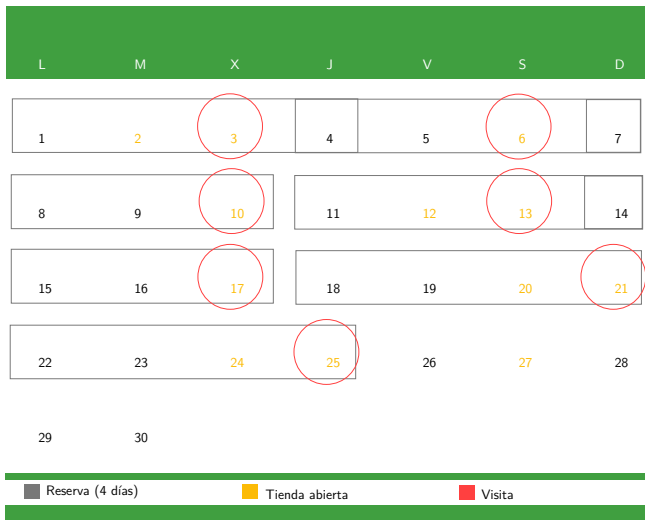 L M X J V S D
1 2 3 4 5 6 7
8 9 10 11 12 13 14
15 16 17 18 19 20 21
22 23 24 25 26 27 28
29 30
Reserva (4 días) Tienda abierta Visita